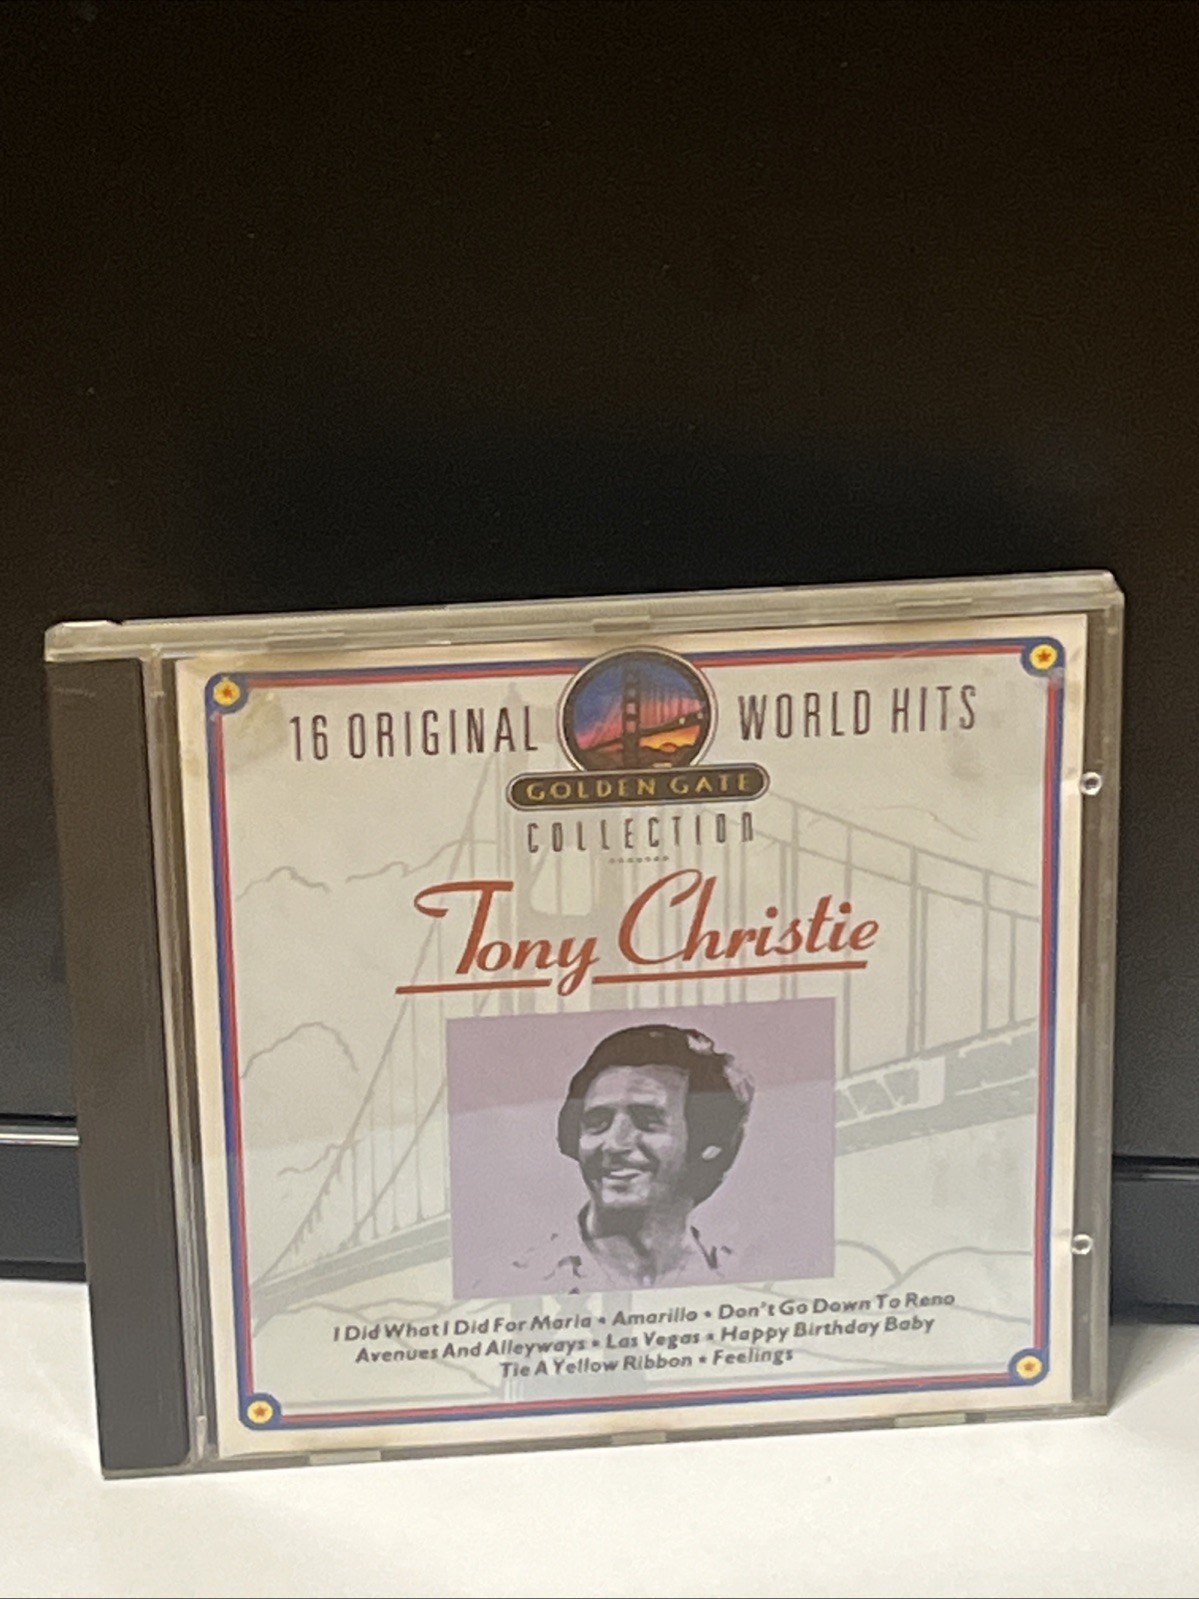 16 ORIGINAL WORLD HITS
GOLDEN GATE
COLLECTION
Tony Christie
I Did What I Did For Maria • Amarillo • Don't Go Down To Reno
Avenues And Alleyways • Las Vegas • Happy Birthday Baby
Tie A Yellow Ribbon • Feelings